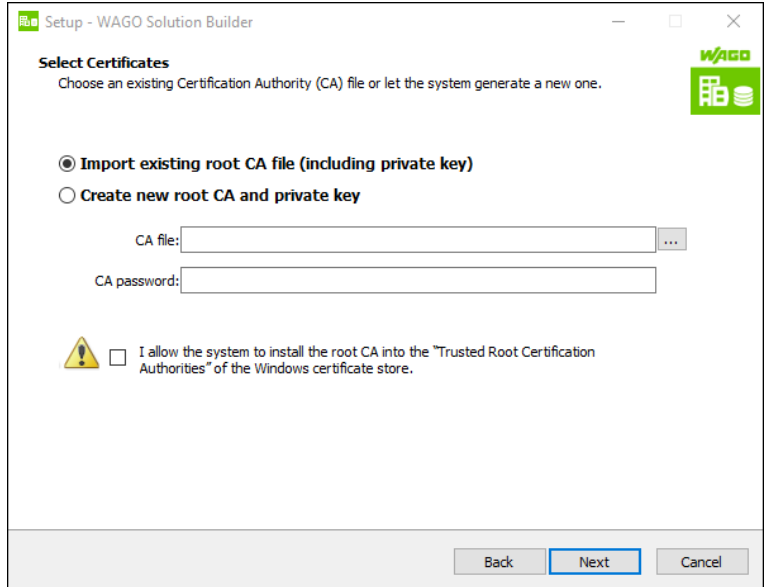 Setup - WAGO Solution Builder
Select Certificates
Choose an existing Certification Authority (CA) file or let the system generate a new one.
WAGO
Import existing root CA file (including private key)
Create new root CA and private key
CA file:
...
CA password:
I allow the system to install the root CA into the "Trusted Root Certification
Authorities" of the Windows certificate store.
Back
Next
Cancel